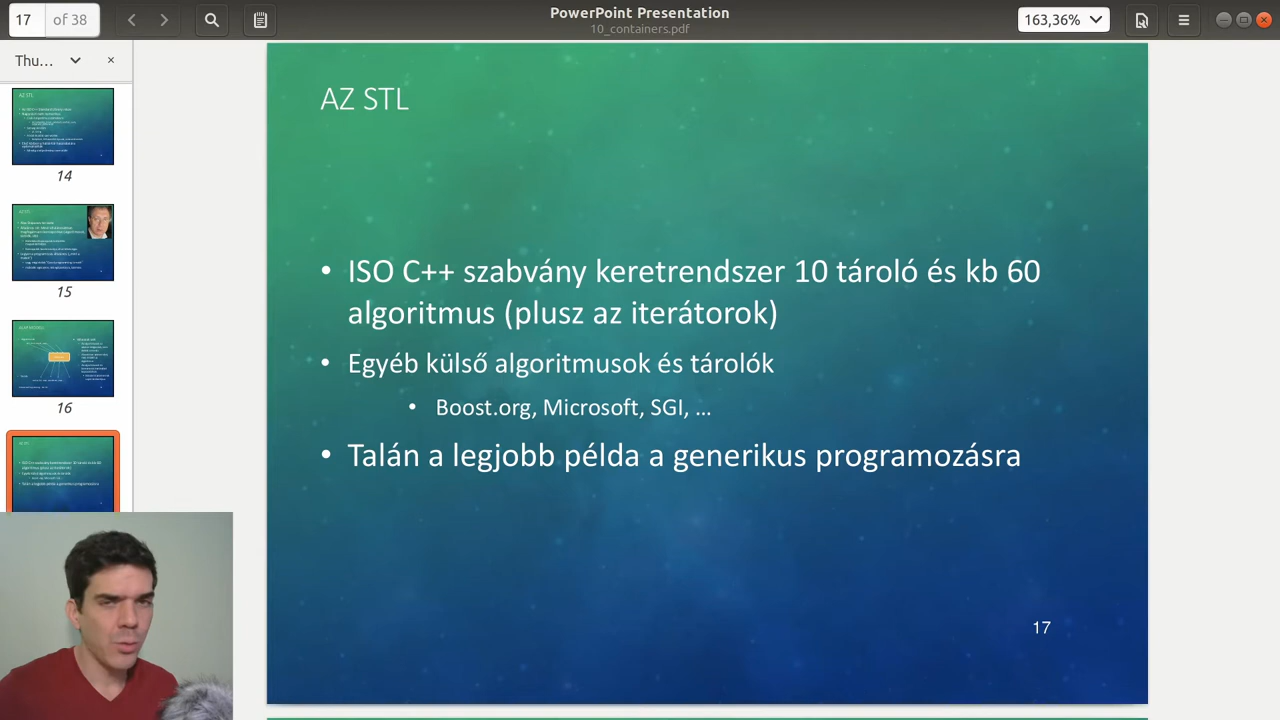 17 of 38
PowerPoint Presentation
10_containers.pdf
163,36%
Thu...
14
15
16
AZ STL
• ISO C++ szabvány keretrendszer 10 tároló és kb 60
algoritmus (plusz az iterátorok)
• Egyéb külső algoritmusok és tárolók
• Boost.org, Microsoft, SGI, ...
• Talán a legjobb példa a generikus programozásra
17